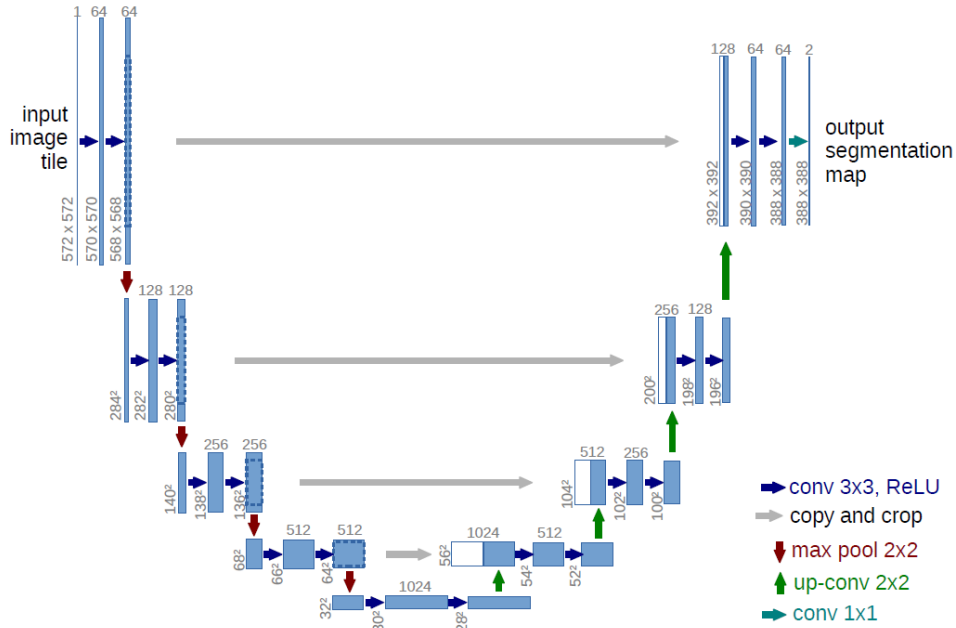 1 64 64
input
image
tile
572 x 572
570 x 570
568 x 568
128 64 64 2
output
segmentation
map
392 x 392
390 x 390
388 x 388
388 x 388
128 128
284²
282²
280²
256 128
200²
198²
196²
256 256
140²
138²
136²
512 256
104²
102²
100²
512 512
68²
66²
64²
1024 512
56²
54²
52²
1024
32²
30²
28²
conv 3x3, ReLU
copy and crop
max pool 2x2
up-conv 2x2
conv 1x1